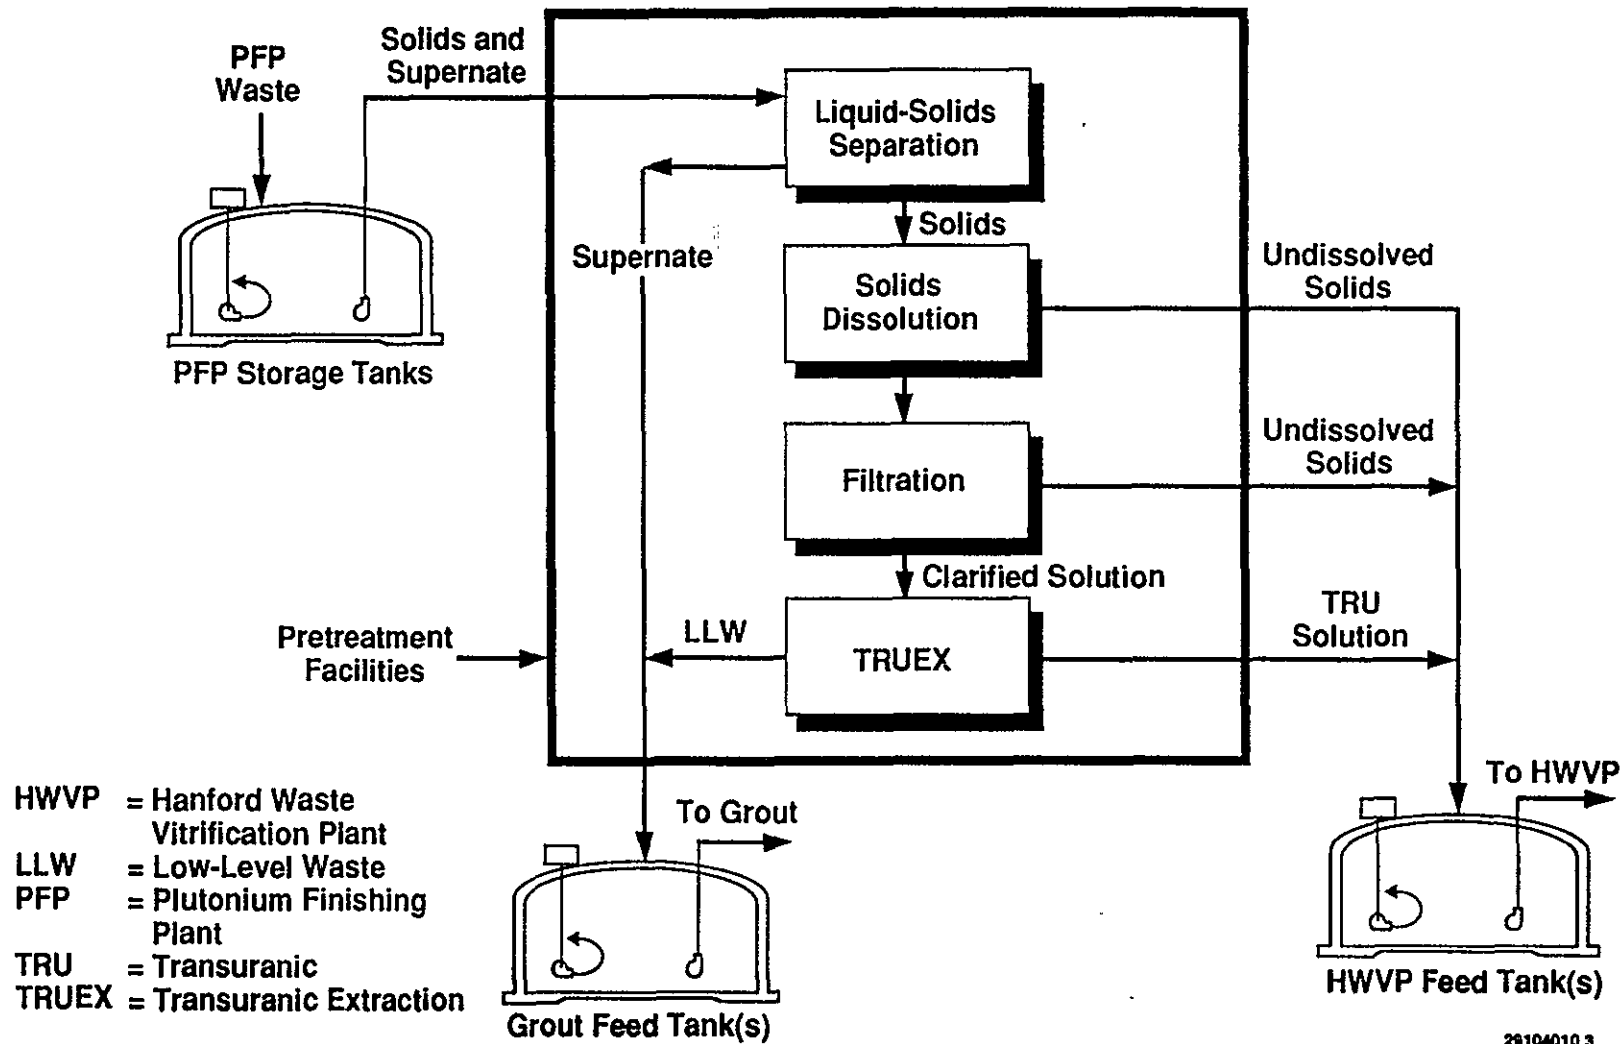 PFP
Waste
Solids and
Supernate
PFP Storage Tanks
Liquid-Solids
Separation
Solids
Supernate
Solids
Dissolution
Undissolved
Solids
Filtration
Undissolved
Solids
Clarified Solution
Pretreatment
Facilities
LLW
TRUEX
TRU
Solution
HWVP = Hanford Waste
Vitrification Plant
LLW = Low-Level Waste
PFP = Plutonium Finishing
Plant
TRU = Transuranic
TRUEX = Transuranic Extraction
To Grout
Grout Feed Tank(s)
To HWVP
HWVP Feed Tank(s)
29104010.3